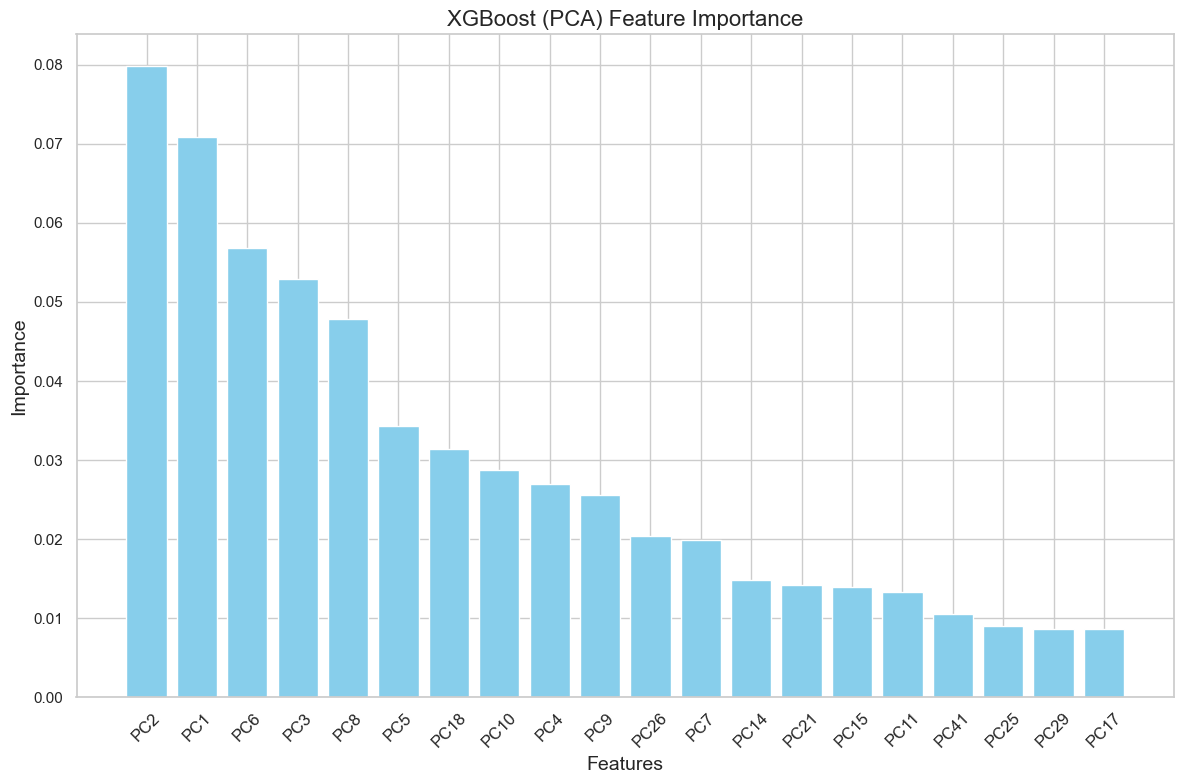 XGBoost (PCA) Feature Importance
0.08
0.07
0.06
0.05
0.04
0.03
0.02
0.01
0.00
Importance
PC2 PC1 PC6 PC3 PC8 PC5 PC18 PC10 PC4 PC9 PC26 PC7 PC14 PC21 PC15 PC11 PC41 PC25 PC29 PC17
Features